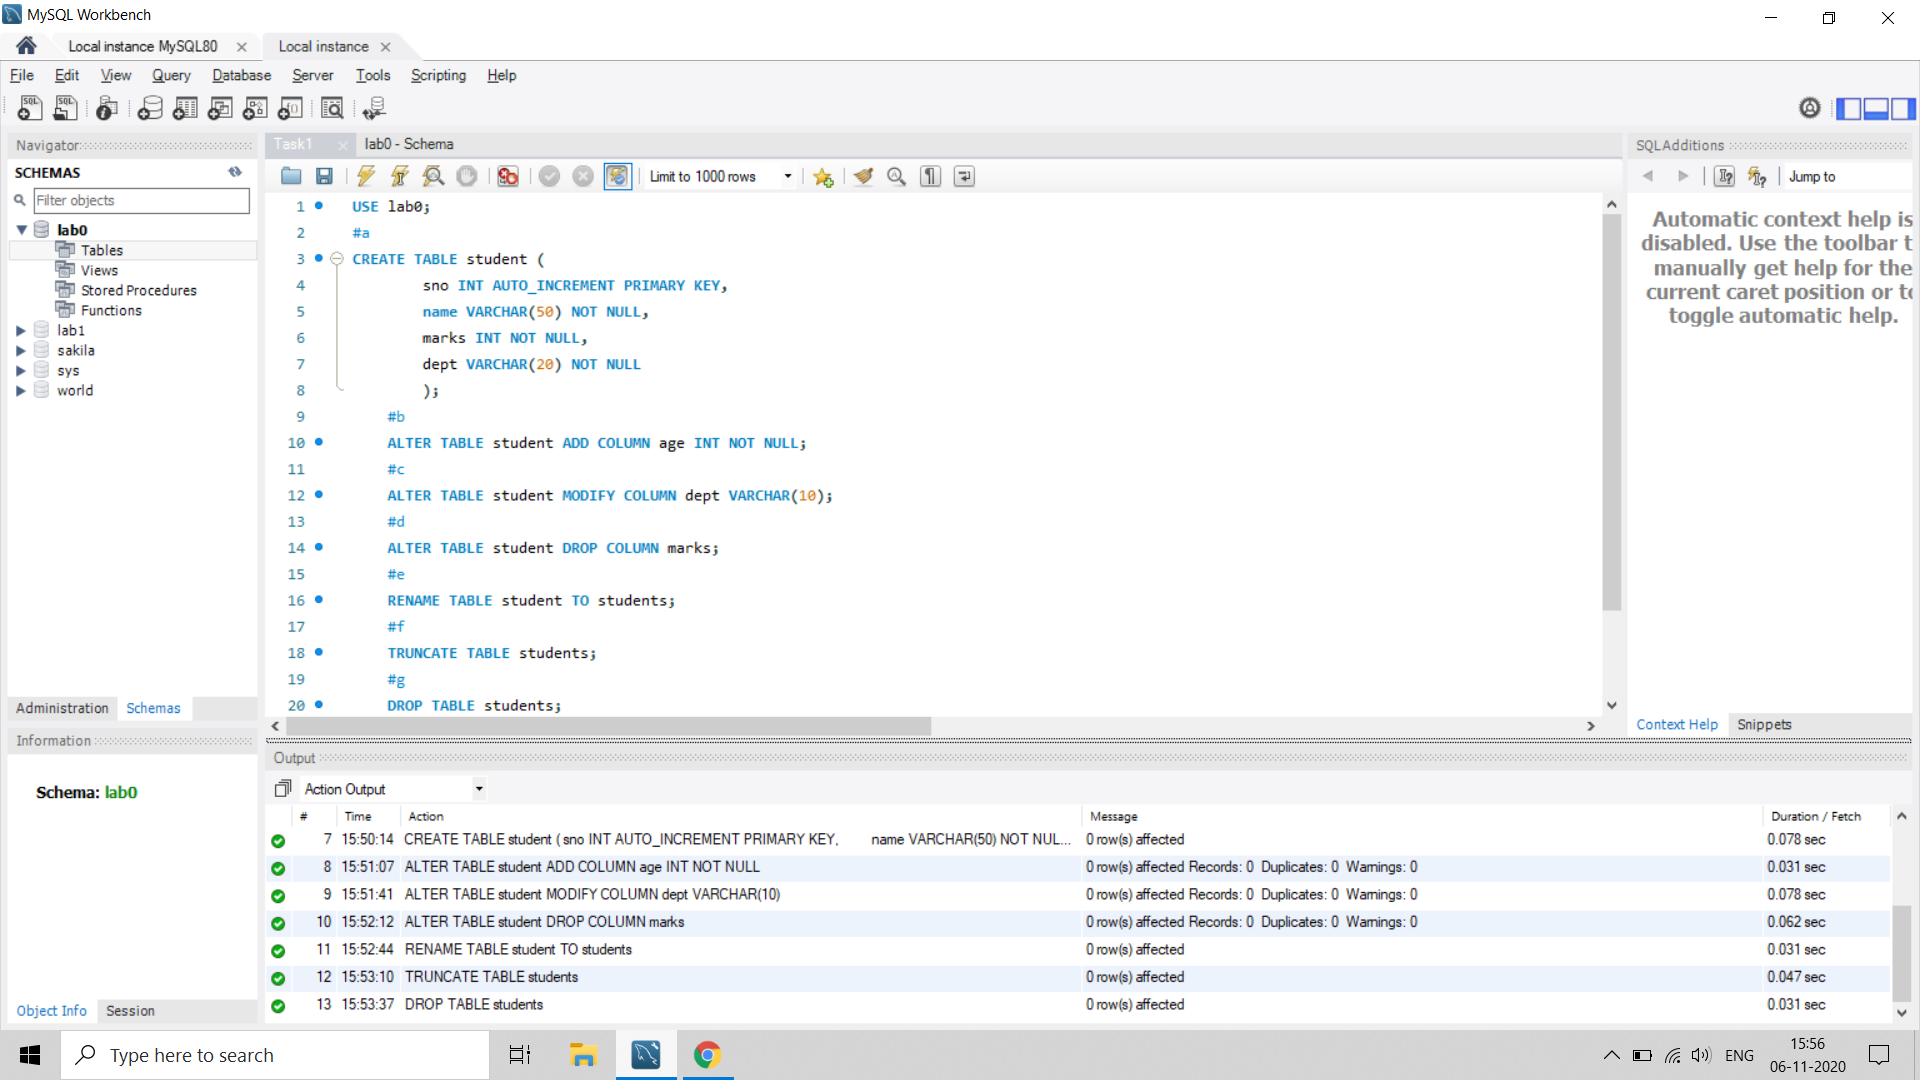 MySQL Workbench
Local instance MySQL80
Local instance
File Edit View Query Database Server Tools Scripting Help
Navigator
SCHEMAS
Filter objects
lab0
Tables
Views
Stored Procedures
Functions
lab1
sakila
sys
world
Administration Schemas
Information
Schema: lab0
Object Info Session
Task1 lab0 - Schema
Limit to 1000 rows
1 USE lab0;
2 #a
3 CREATE TABLE student (
4 sno INT AUTO_INCREMENT PRIMARY KEY,
5 name VARCHAR(50) NOT NULL,
6 marks INT NOT NULL,
7 dept VARCHAR(20) NOT NULL
8 );
9 #b
10 ALTER TABLE student ADD COLUMN age INT NOT NULL;
11 #c
12 ALTER TABLE student MODIFY COLUMN dept VARCHAR(10);
13 #d
14 ALTER TABLE student DROP COLUMN marks;
15 #e
16 RENAME TABLE student TO students;
17 #f
18 TRUNCATE TABLE students;
19 #g
20 DROP TABLE students;
SQLAdditions
Jump to
Automatic context help is
disabled. Use the toolbar t
manually get help for the
current caret position or to
toggle automatic help.
Context Help Snippets
Output
Action Output
# Time Action Message Duration / Fetch
7 15:50:14 CREATE TABLE student ( sno INT AUTO_INCREMENT PRIMARY KEY, name VARCHAR(50) NOT NUL... 0 row(s) affected 0.078 sec
8 15:51:07 ALTER TABLE student ADD COLUMN age INT NOT NULL 0 row(s) affected Records: 0 Duplicates: 0 Warnings: 0 0.031 sec
9 15:51:41 ALTER TABLE student MODIFY COLUMN dept VARCHAR(10) 0 row(s) affected Records: 0 Duplicates: 0 Warnings: 0 0.078 sec
10 15:52:12 ALTER TABLE student DROP COLUMN marks 0 row(s) affected Records: 0 Duplicates: 0 Warnings: 0 0.062 sec
11 15:52:44 RENAME TABLE student TO students 0 row(s) affected 0.031 sec
12 15:53:10 TRUNCATE TABLE students 0 row(s) affected 0.047 sec
13 15:53:37 DROP TABLE students 0 row(s) affected 0.031 sec
Type here to search
ENG
15:56
06-11-2020